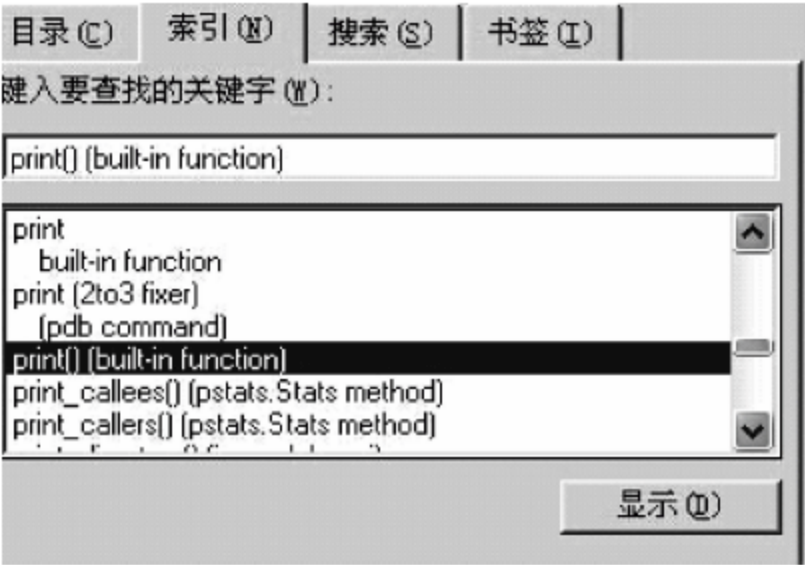 目录(C) 索引(N) 搜索(S) 书签(I)
键入要查找的关键字(W):
print() (built-in function)
print
built-in function
print (2to3 fixer)
(pdb command)
print() (built-in function)
print_callees() (pstats.Stats method)
print_callers() (pstats.Stats method)
显示(D)